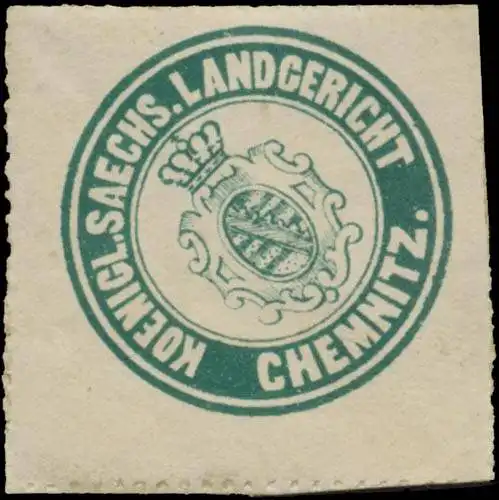 KOENIGL. SAECHS. LANDGERICHT
CHEMNITZ.